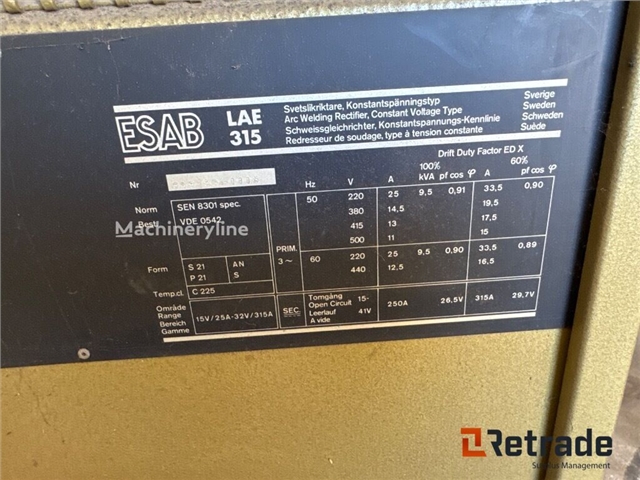 ESAB LAE 315
Svetslikriktare, Konstantspänningstyp
Arc Welding Rectifier, Constant Voltage Type
Schweissgleichrichter, Konstantspannungs-Kennlinie
Redresseur de soudage, type à tension constante
Sverige
Sweden
Schweden
Suède
Drift Duty Factor ED X
100% 60%
Nr Hz V A kVA pf cos φ A pf cos φ
Norm SEN 8301 spec. 50 220 25 9,5 0,91 33,5 0,90
Best VDE 0542 380 14,5 19,5
415 13 17,5
PRIM. 500 11 15
3~ 60 220 25 9,5 0,90 33,5 0,89
Form S 21 AN 440 12,5 16,5
P 21 S
Temp.cl. C 225
Område
Range
Bereich
Gamme
15V/25A-32V/315A
SEC
Tomgång 15-
Open Circuit 41V
Leerlauf
A vide
250A 26.5V 315A 29.7V
Machineryline
Retrade
Surplus Management